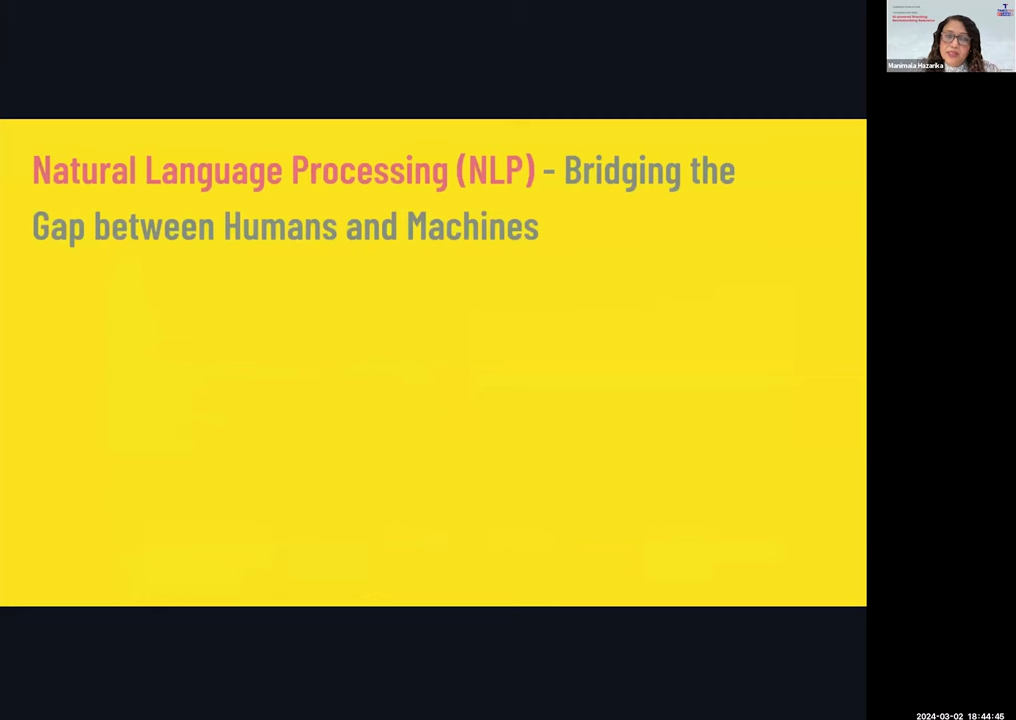 Natural Language Processing (NLP) - Bridging the
Gap between Humans and Machines
Manimala Hazarika
2024-03-02 18:44:45